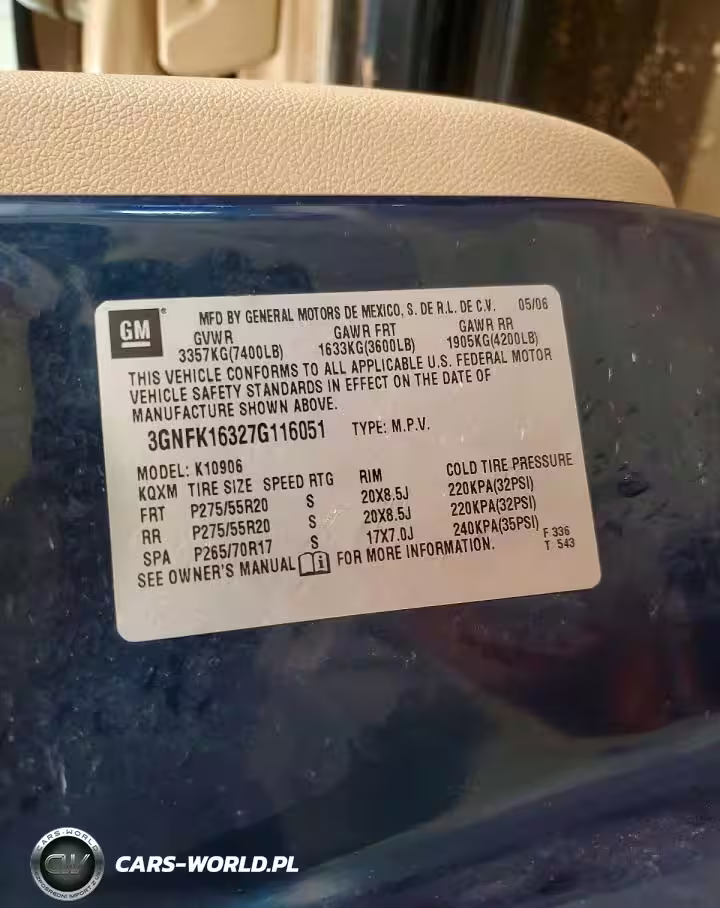 GM
MFD BY GENERAL MOTORS DE MEXICO, S. DE R.L. DE C.V. 05/06
GVWR GAWR FRT GAWR RR
3357KG(7400LB) 1633KG(3600LB) 1905KG(4200LB)
THIS VEHICLE CONFORMS TO ALL APPLICABLE U.S. FEDERAL MOTOR
VEHICLE SAFETY STANDARDS IN EFFECT ON THE DATE OF
MANUFACTURE SHOWN ABOVE.
3GNFK16327G116051 TYPE: M.P.V.
MODEL: K10906
KQXM TIRE SIZE SPEED RTG RIM COLD TIRE PRESSURE
FRT P275/55R20 S 20X8.5J 220KPA(32PSI)
RR P275/55R20 S 20X8.5J 220KPA(32PSI)
SPA P265/70R17 S 17X7.0J 240KPA(35PSI)
SEE OWNER'S MANUAL FOR MORE INFORMATION.
F 336
T 543
CARS-WORLD
CW
CARS-WORLD.PL